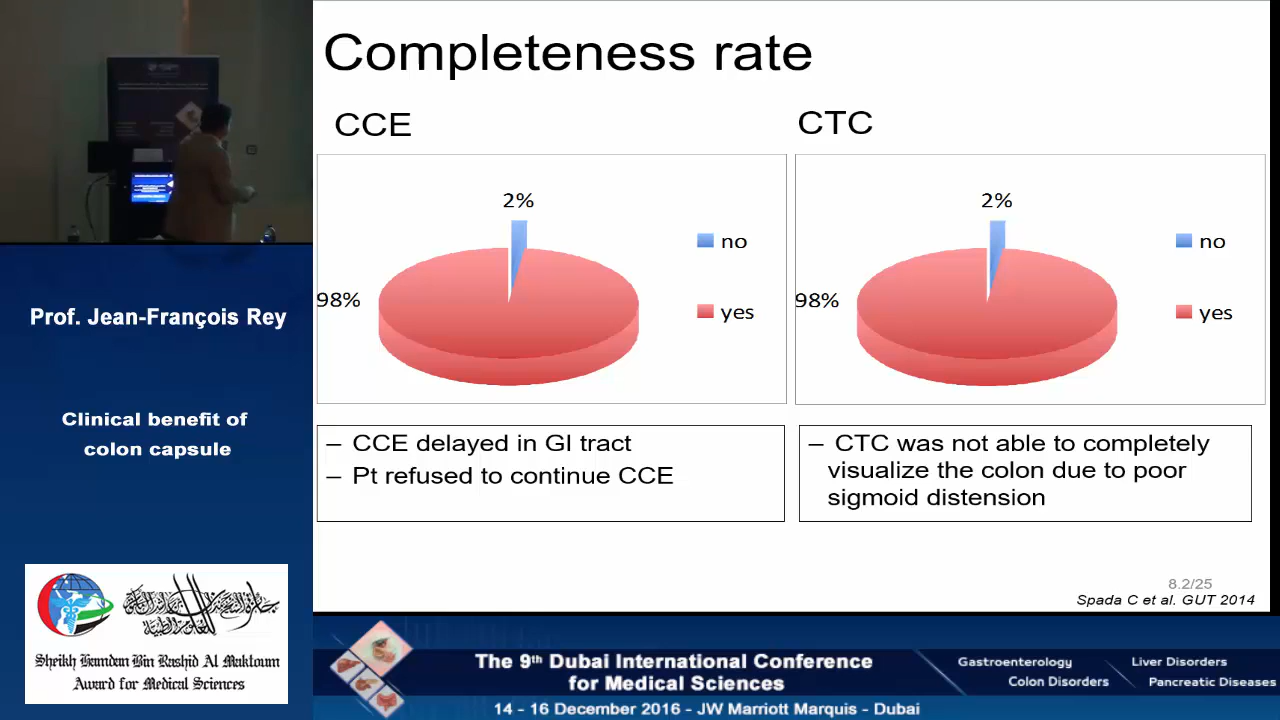 Completeness rate
CCE
CTC
2%
98%
no
yes
2%
98%
no
yes
– CCE delayed in GI tract
– Pt refused to continue CCE
– CTC was not able to completely
visualize the colon due to poor
sigmoid distension
8.2/25
Spada C et al. GUT 2014
Prof. Jean-François Rey
Clinical benefit of
colon capsule
Sheikh Hamdan Bin Rashid Al Maktoum
Award for Medical Sciences
The 9th Dubai International Conference
for Medical Sciences
14 - 16 December 2016 - JW Marriott Marquis - Dubai
Gastroenterology
Liver Disorders
Colon Disorders
Pancreatic Diseases